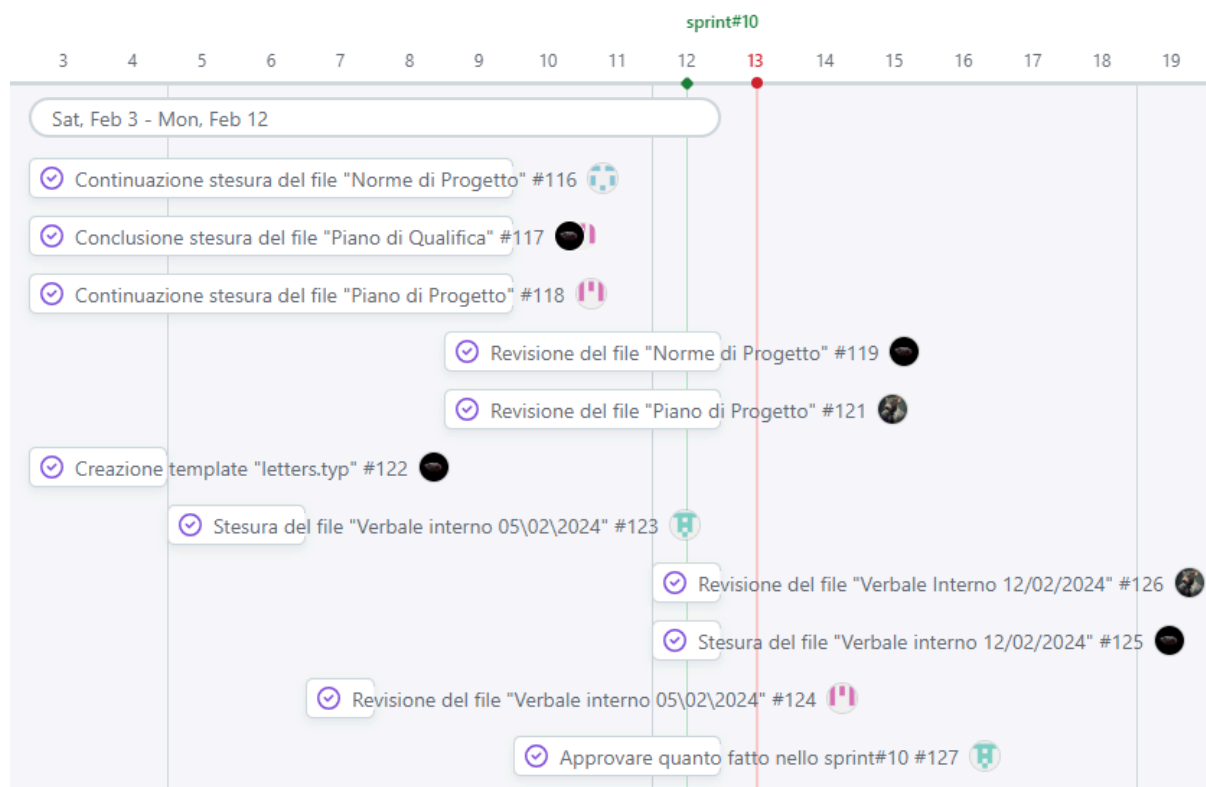 sprint#10
3 4 5 6 7 8 9 10 11 12 13 14 15 16 17 18 19
Sat, Feb 3 - Mon, Feb 12
Continuazione stesura del file "Norme di Progetto" #116
Conclusione stesura del file "Piano di Qualifica" #117
Continuazione stesura del file "Piano di Progetto" #118
Revisione del file "Norme di Progetto" #119
Revisione del file "Piano di Progetto" #121
Creazione template "letters.typ" #122
Stesura del file "Verbale interno 05\02\2024" #123
Revisione del file "Verbale Interno 12/02/2024" #126
Stesura del file "Verbale interno 12/02/2024" #125
Revisione del file "Verbale interno 05\02\2024" #124
Approvare quanto fatto nello sprint#10 #127